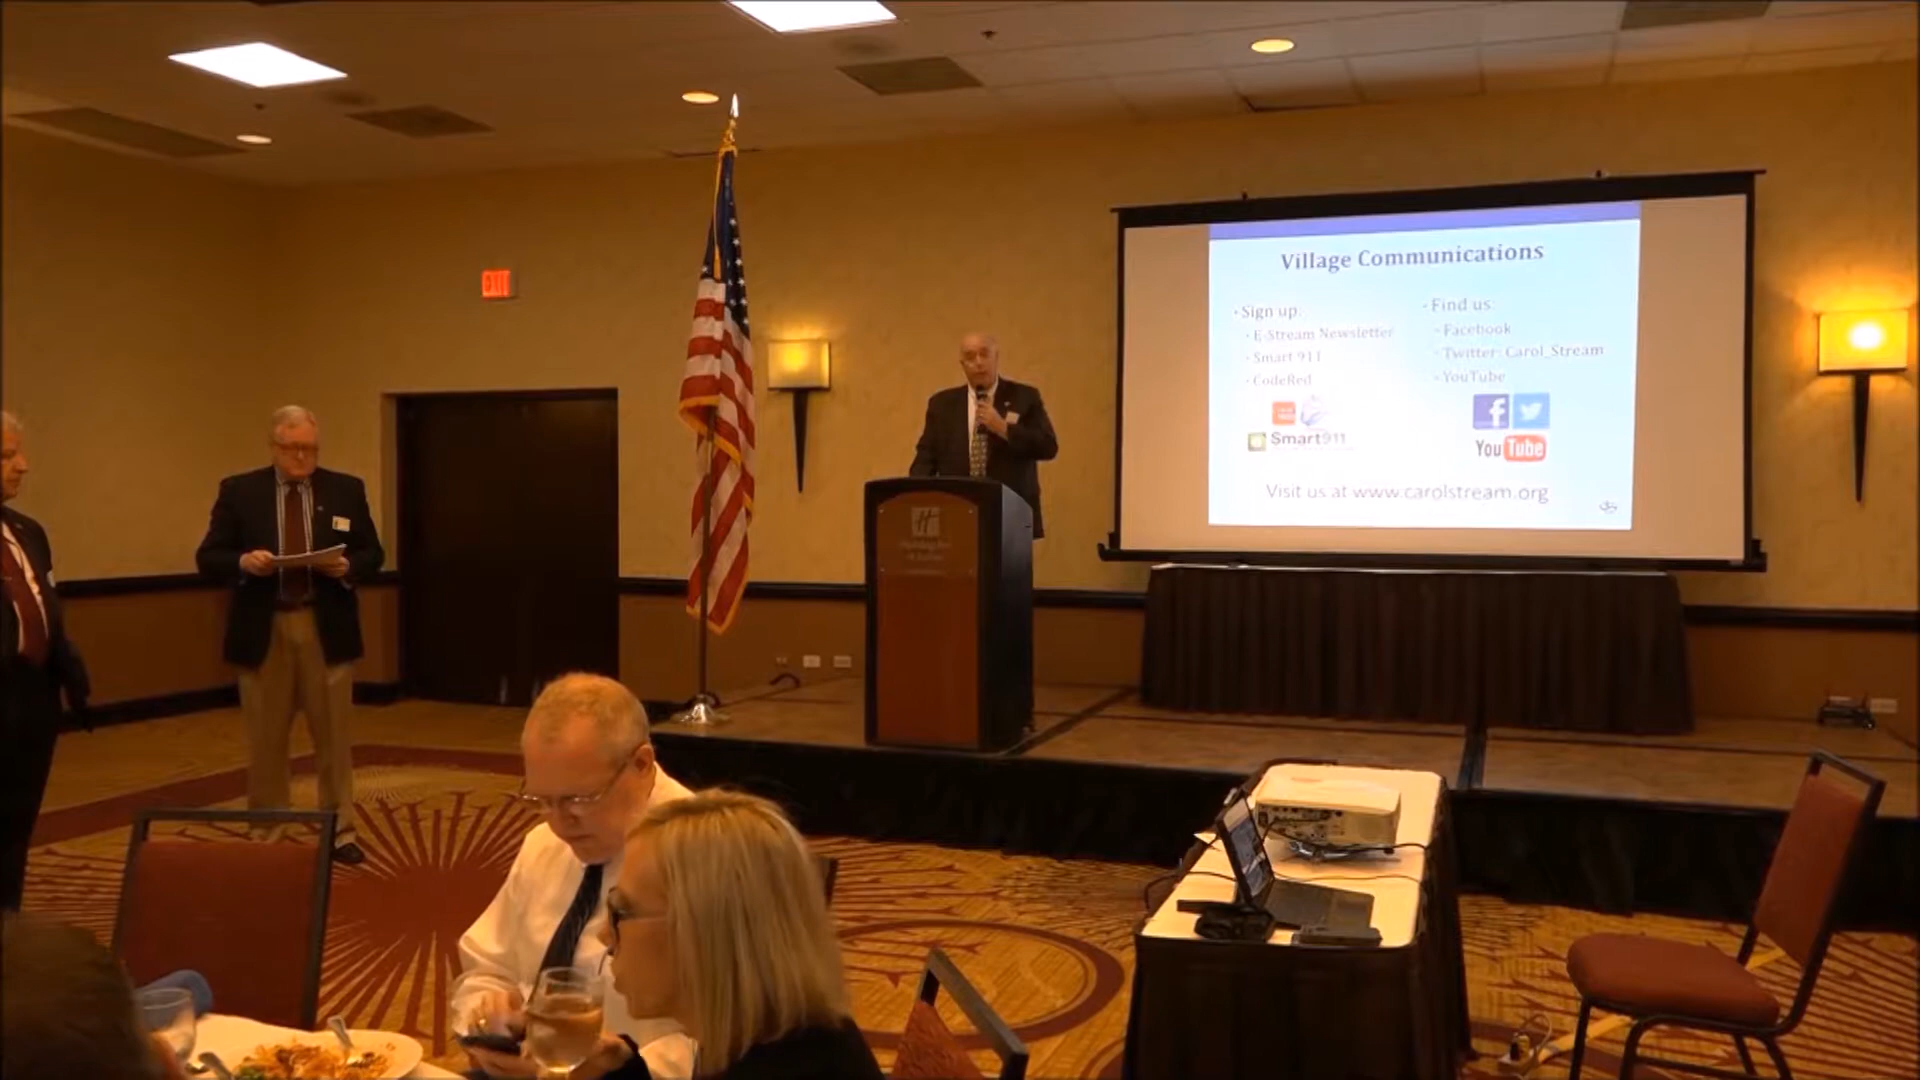 EXIT
Village Communications
· Sign up:
· E-Stream Newsletter
· Smart 911
· CodeRed
Smart911
· Find us:
· Facebook
· Twitter: Carol_Stream
· YouTube
f
You Tube
Visit us at www.carolstream.org
H